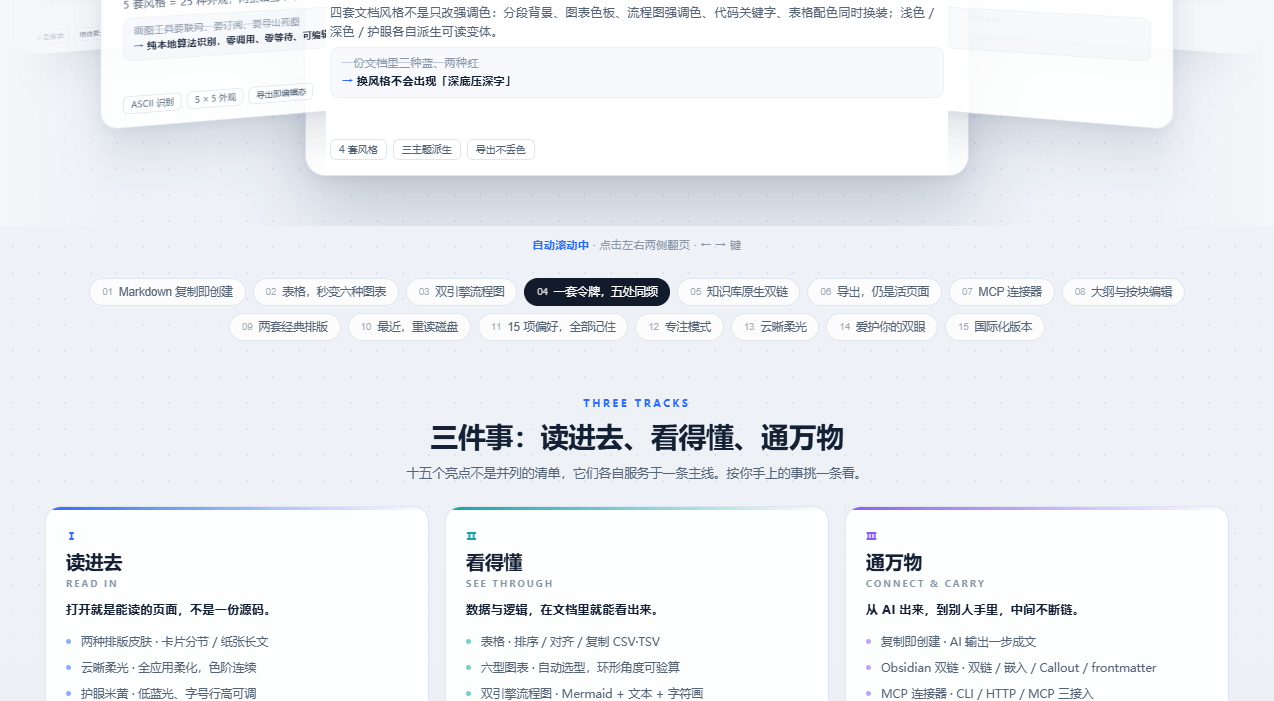 5 套风格 = 25 种外观，
画图工具要联网、要订阅、要导出死图
→ 纯本地算法识别，零调用、零等待、可编辑
ASCII 识别
5 × 5 外观
导出即编辑态
四套文档风格不是只改强调色：分段背景、图表色板、流程图强调色、代码关键字、表格配色同时换装；浅色 /
深色 / 护眼各自派生可读变体。
一份文档里三种蓝、两种红
→ 换风格不会出现「深底压深字」
4 套风格
三主题派生
导出不丢色
自动滚动中 · 点击左右两侧翻页 · ← → 键
01 Markdown 复制即创建
02 表格，秒变六种图表
03 双引擎流程图
04 一套令牌，五处同频
05 知识库原生双链
06 导出，仍是活页面
07 MCP 连接器
08 大纲与按块编辑
09 两套经典排版
10 最近，重读磁盘
11 15 项偏好，全部记住
12 专注模式
13 云晰柔光
14 爱护你的双眼
15 国际化版本
THREE TRACKS
三件事：读进去、看得懂、通万物
十五个亮点不是并列的清单，它们各自服务于一条主线。按你手上的事挑一条看。
I
读进去
READ IN
打开就是能读的页面，不是一份源码。
两种排版皮肤 · 卡片分节 / 纸张长文
云晰柔光 · 全应用柔化，色阶连续
护眼米黄 · 低蓝光、字号行高可调
II
看得懂
SEE THROUGH
数据与逻辑，在文档里就能看出来。
表格 · 排序 / 对齐 / 复制 CSV·TSV
六型图表 · 自动选型，环形角度可验算
双引擎流程图 · Mermaid + 文本 + 字符画
III
通万物
CONNECT & CARRY
从 AI 出来，到别人手里，中间不断链。
复制即创建 · AI 输出一步成文
Obsidian 双链 · 双链 / 嵌入 / Callout / frontmatter
MCP 连接器 · CLI / HTTP / MCP 三接入